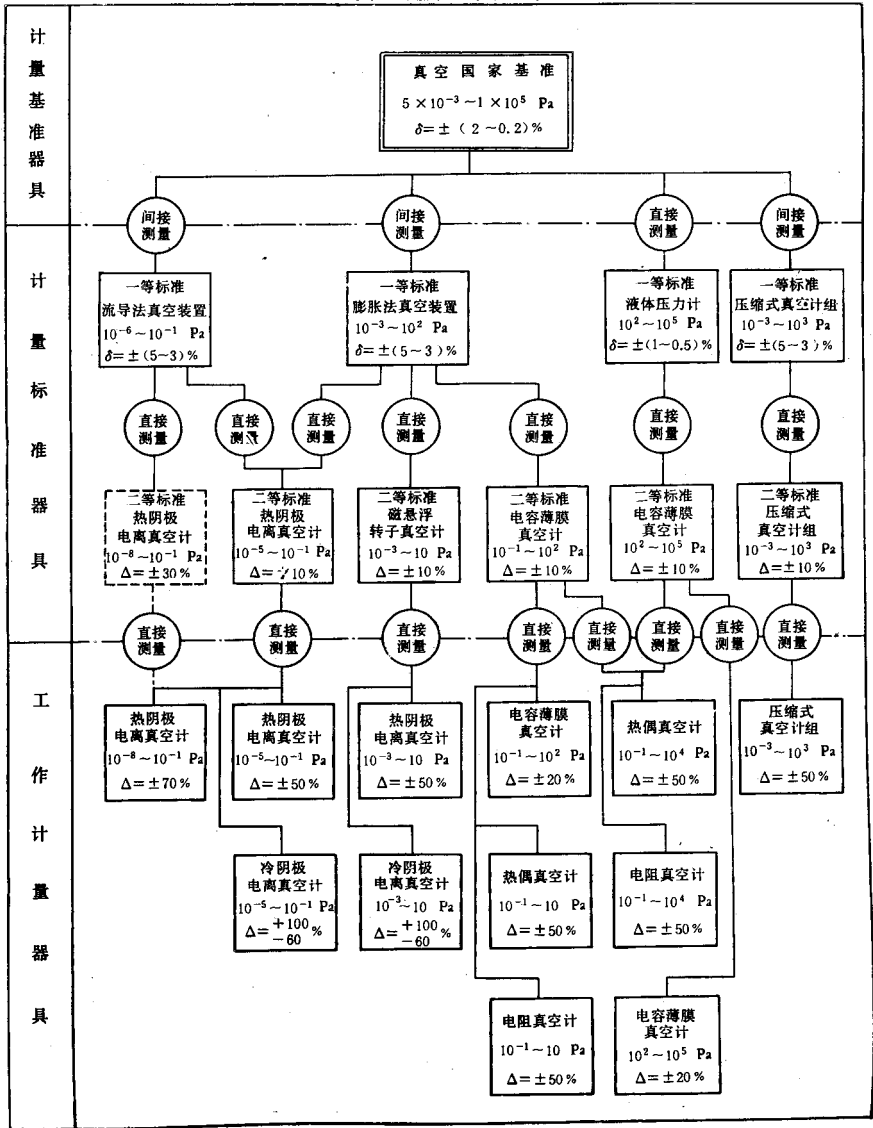 计量基准器具
真空国家基准
5×10⁻³~1×10⁵ Pa
δ=±(2~0.2)%
间接
测量
间接
测量
直接
测量
间接
测量
计量标准器具
一等标准
流导法真空装置
10⁻⁶~10⁻¹ Pa
δ=±(5~3)%
一等标准
膨胀法真空装置
10⁻³~10² Pa
δ=±(5~3)%
一等标准
液体压力计
10²~10⁵ Pa
δ=±(1~0.5)%
一等标准
压缩式真空计组
10⁻³~10³ Pa
δ=±(5~3)%
直接
测量
直接
测量
直接
测量
直接
测量
直接
测量
直接
测量
直接
测量
二等标准
热阴极
电离真空计
10⁻⁸~10⁻¹ Pa
Δ=±30%
二等标准
热阴极
电离真空计
10⁻⁵~10⁻¹ Pa
Δ=10%
二等标准
磁悬浮
转子真空计
10⁻³~10 Pa
Δ=±10%
二等标准
电容薄膜
真空计
10⁻¹~10² Pa
Δ=±10%
二等标准
电容薄膜
真空计
10²~10⁵ Pa
Δ=±10%
二等标准
压缩式
真空计组
10⁻³~10³ Pa
Δ=±10%
直接
测量
直接
测量
直接
测量
直接
测量
直接
测量
直接
测量
直接
测量
直接
测量
工作计量器具
热阴极
电离真空计
10⁻⁸~10⁻¹ Pa
Δ=±70%
热阴极
电离真空计
10⁻⁵~10⁻¹ Pa
Δ=±50%
热阴极
电离真空计
10⁻³~10 Pa
Δ=±50%
电容薄膜
真空计
10⁻¹~10² Pa
Δ=±20%
热偶真空计
10⁻¹~10⁴ Pa
Δ=±50%
压缩式
真空计组
10⁻³~10³ Pa
Δ=±50%
冷阴极
电离真空计
10⁻⁵~10⁻¹ Pa
Δ=+100 −60 %
冷阴极
电离真空计
10⁻³~10 Pa
Δ=+100 −60 %
热偶真空计
10⁻¹~10 Pa
Δ=±50%
电阻真空计
10⁻¹~10⁴ Pa
Δ=±50%
电阻真空计
10⁻¹~10 Pa
Δ=±50%
电容薄膜
真空计
10²~10⁵ Pa
Δ=±20%